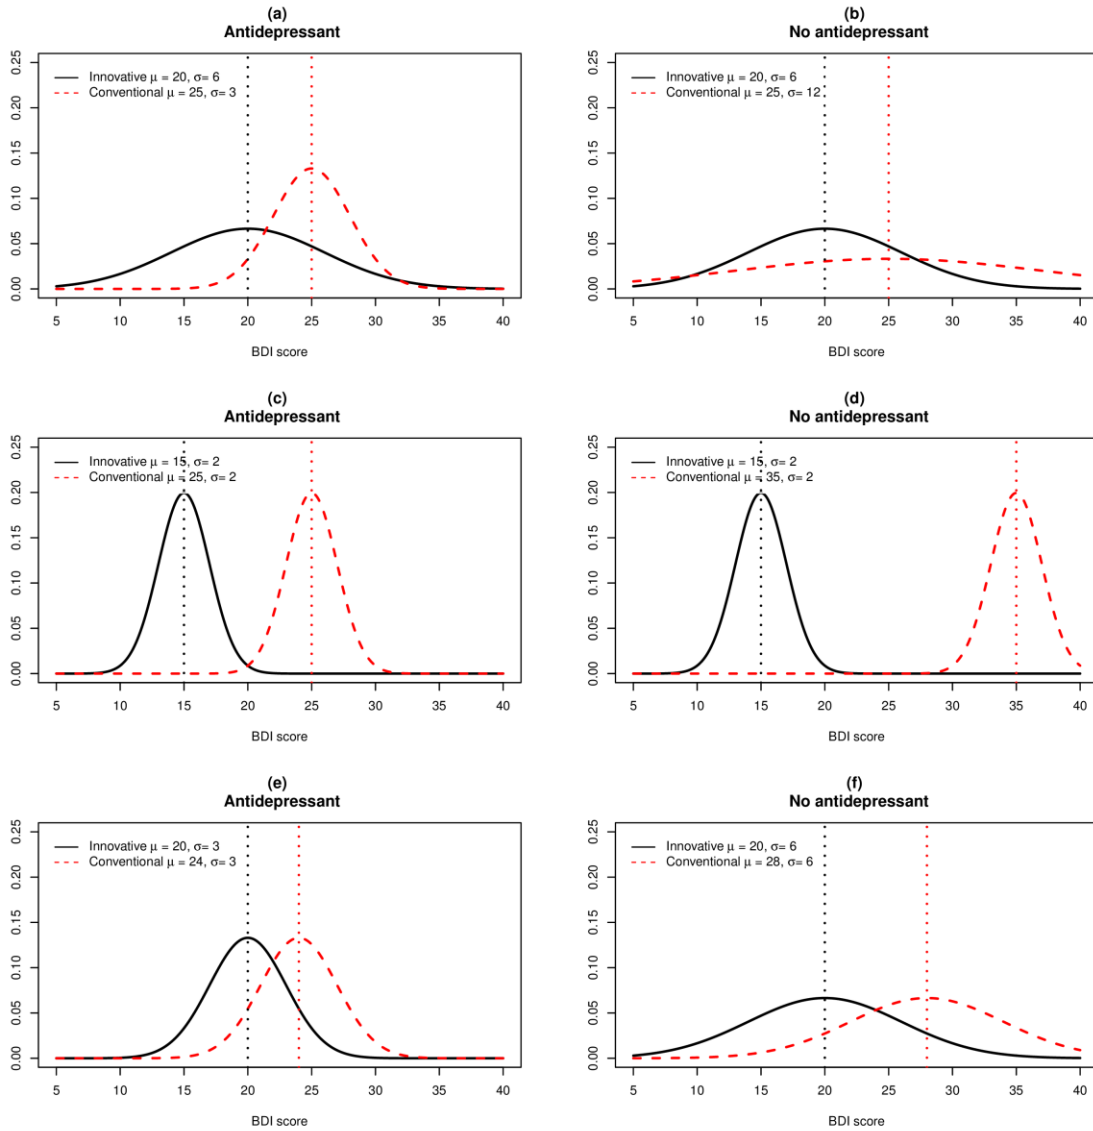 (a)
Antidepressant
0.00 0.05 0.10 0.15 0.20 0.25
Innovative μ = 20, σ= 6
Conventional μ = 25, σ= 3
5 10 15 20 25 30 35 40
BDI score
(b)
No antidepressant
0.00 0.05 0.10 0.15 0.20 0.25
Innovative μ = 20, σ= 6
Conventional μ = 25, σ= 12
5 10 15 20 25 30 35 40
BDI score
(c)
Antidepressant
0.00 0.05 0.10 0.15 0.20 0.25
Innovative μ = 15, σ= 2
Conventional μ = 25, σ= 2
5 10 15 20 25 30 35 40
BDI score
(d)
No antidepressant
0.00 0.05 0.10 0.15 0.20 0.25
Innovative μ = 15, σ= 2
Conventional μ = 35, σ= 2
5 10 15 20 25 30 35 40
BDI score
(e)
Antidepressant
0.00 0.05 0.10 0.15 0.20 0.25
Innovative μ = 20, σ= 3
Conventional μ = 24, σ= 3
5 10 15 20 25 30 35 40
BDI score
(f)
No antidepressant
0.00 0.05 0.10 0.15 0.20 0.25
Innovative μ = 20, σ= 6
Conventional μ = 28, σ= 6
5 10 15 20 25 30 35 40
BDI score